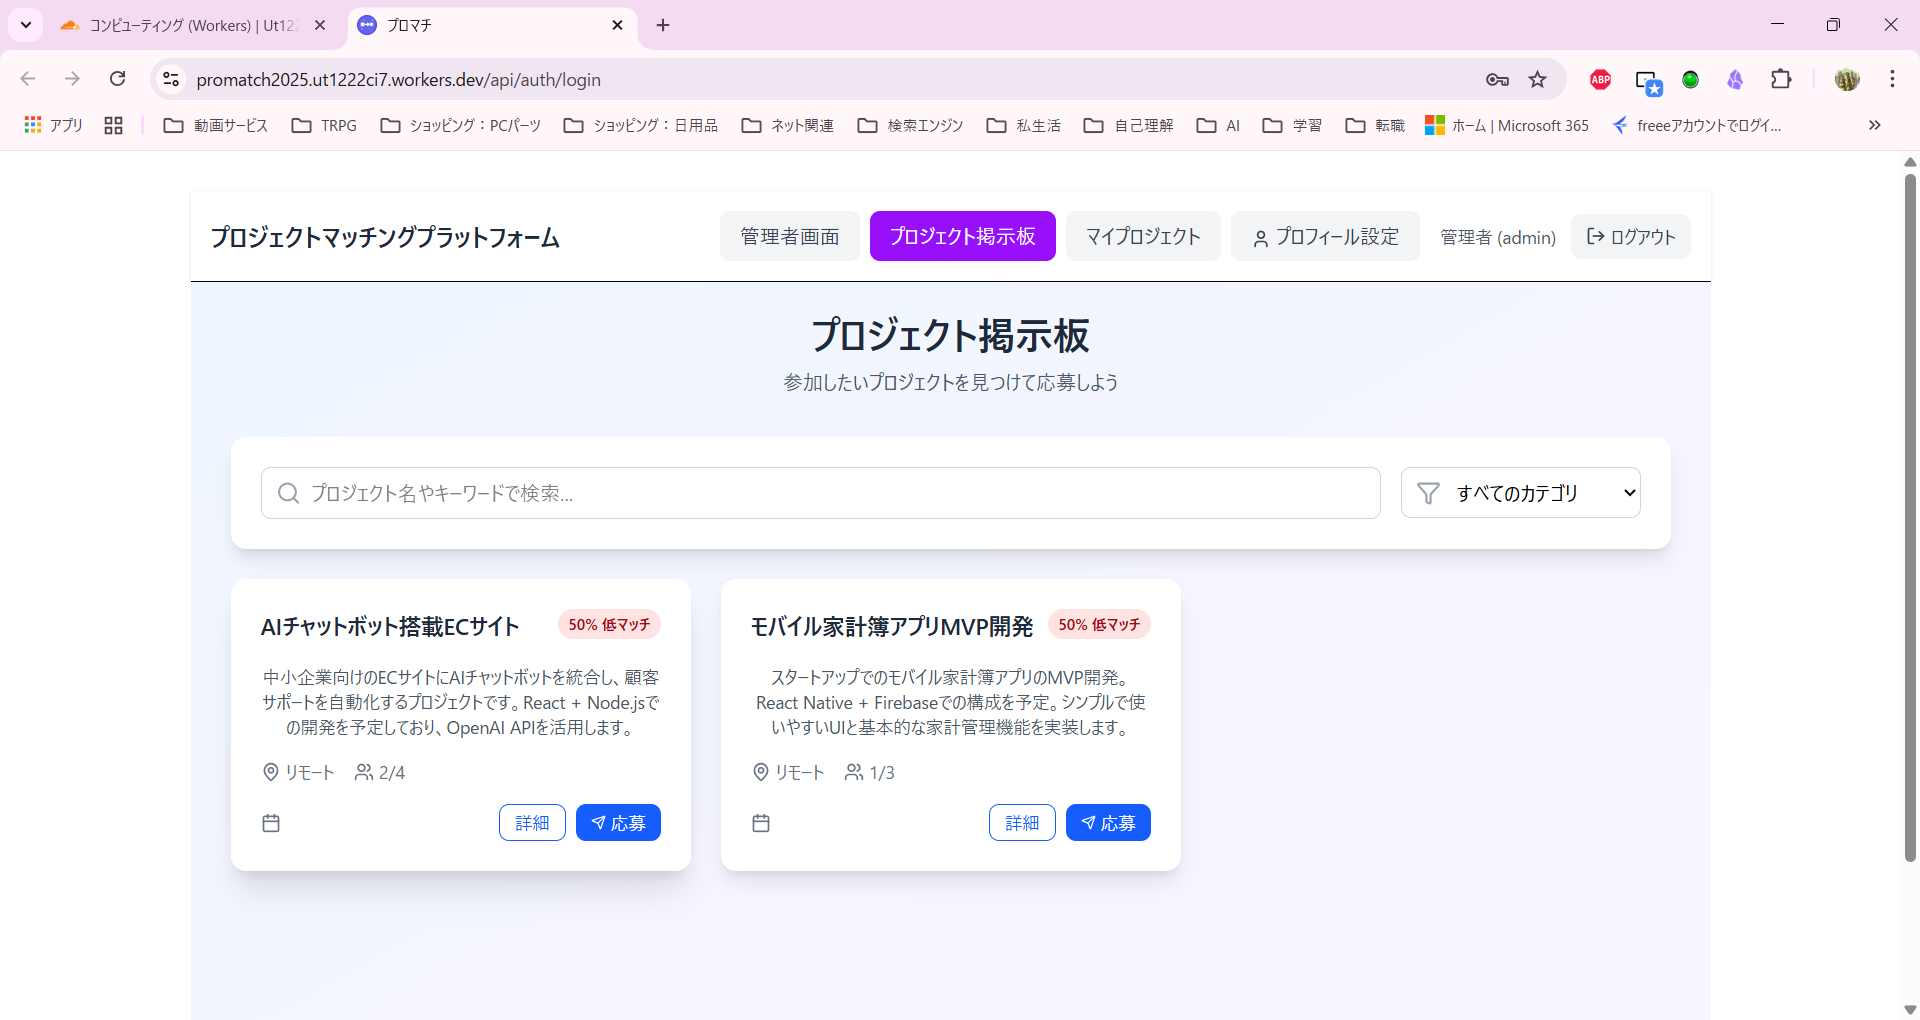 コンピューティング (Workers) | Ut122
プロマチ
promatch2025.ut1222ci7.workers.dev/api/auth/login
ABP
アプリ
動画サービス
TRPG
ショッピング：PCパーツ
ショッピング：日用品
ネット関連
検索エンジン
私生活
自己理解
AI
学習
転職
ホーム | Microsoft 365
freeeアカウントでログイ...
プロジェクトマッチングプラットフォーム
管理者画面
プロジェクト掲示板
マイプロジェクト
プロフィール設定
管理者 (admin)
ログアウト
プロジェクト掲示板
参加したいプロジェクトを見つけて応募しよう
プロジェクト名やキーワードで検索...
すべてのカテゴリ
AIチャットボット搭載ECサイト
50% 低マッチ
中小企業向けのECサイトにAIチャットボットを統合し、顧客
サポートを自動化するプロジェクトです。React + Node.jsで
の開発を予定しており、OpenAI APIを活用します。
リモート
2/4
詳細
応募
モバイル家計簿アプリMVP開発
50% 低マッチ
スタートアップでのモバイル家計簿アプリのMVP開発。
React Native + Firebaseでの構成を予定。シンプルで使
いやすいUIと基本的な家計管理機能を実装します。
リモート
1/3
詳細
応募